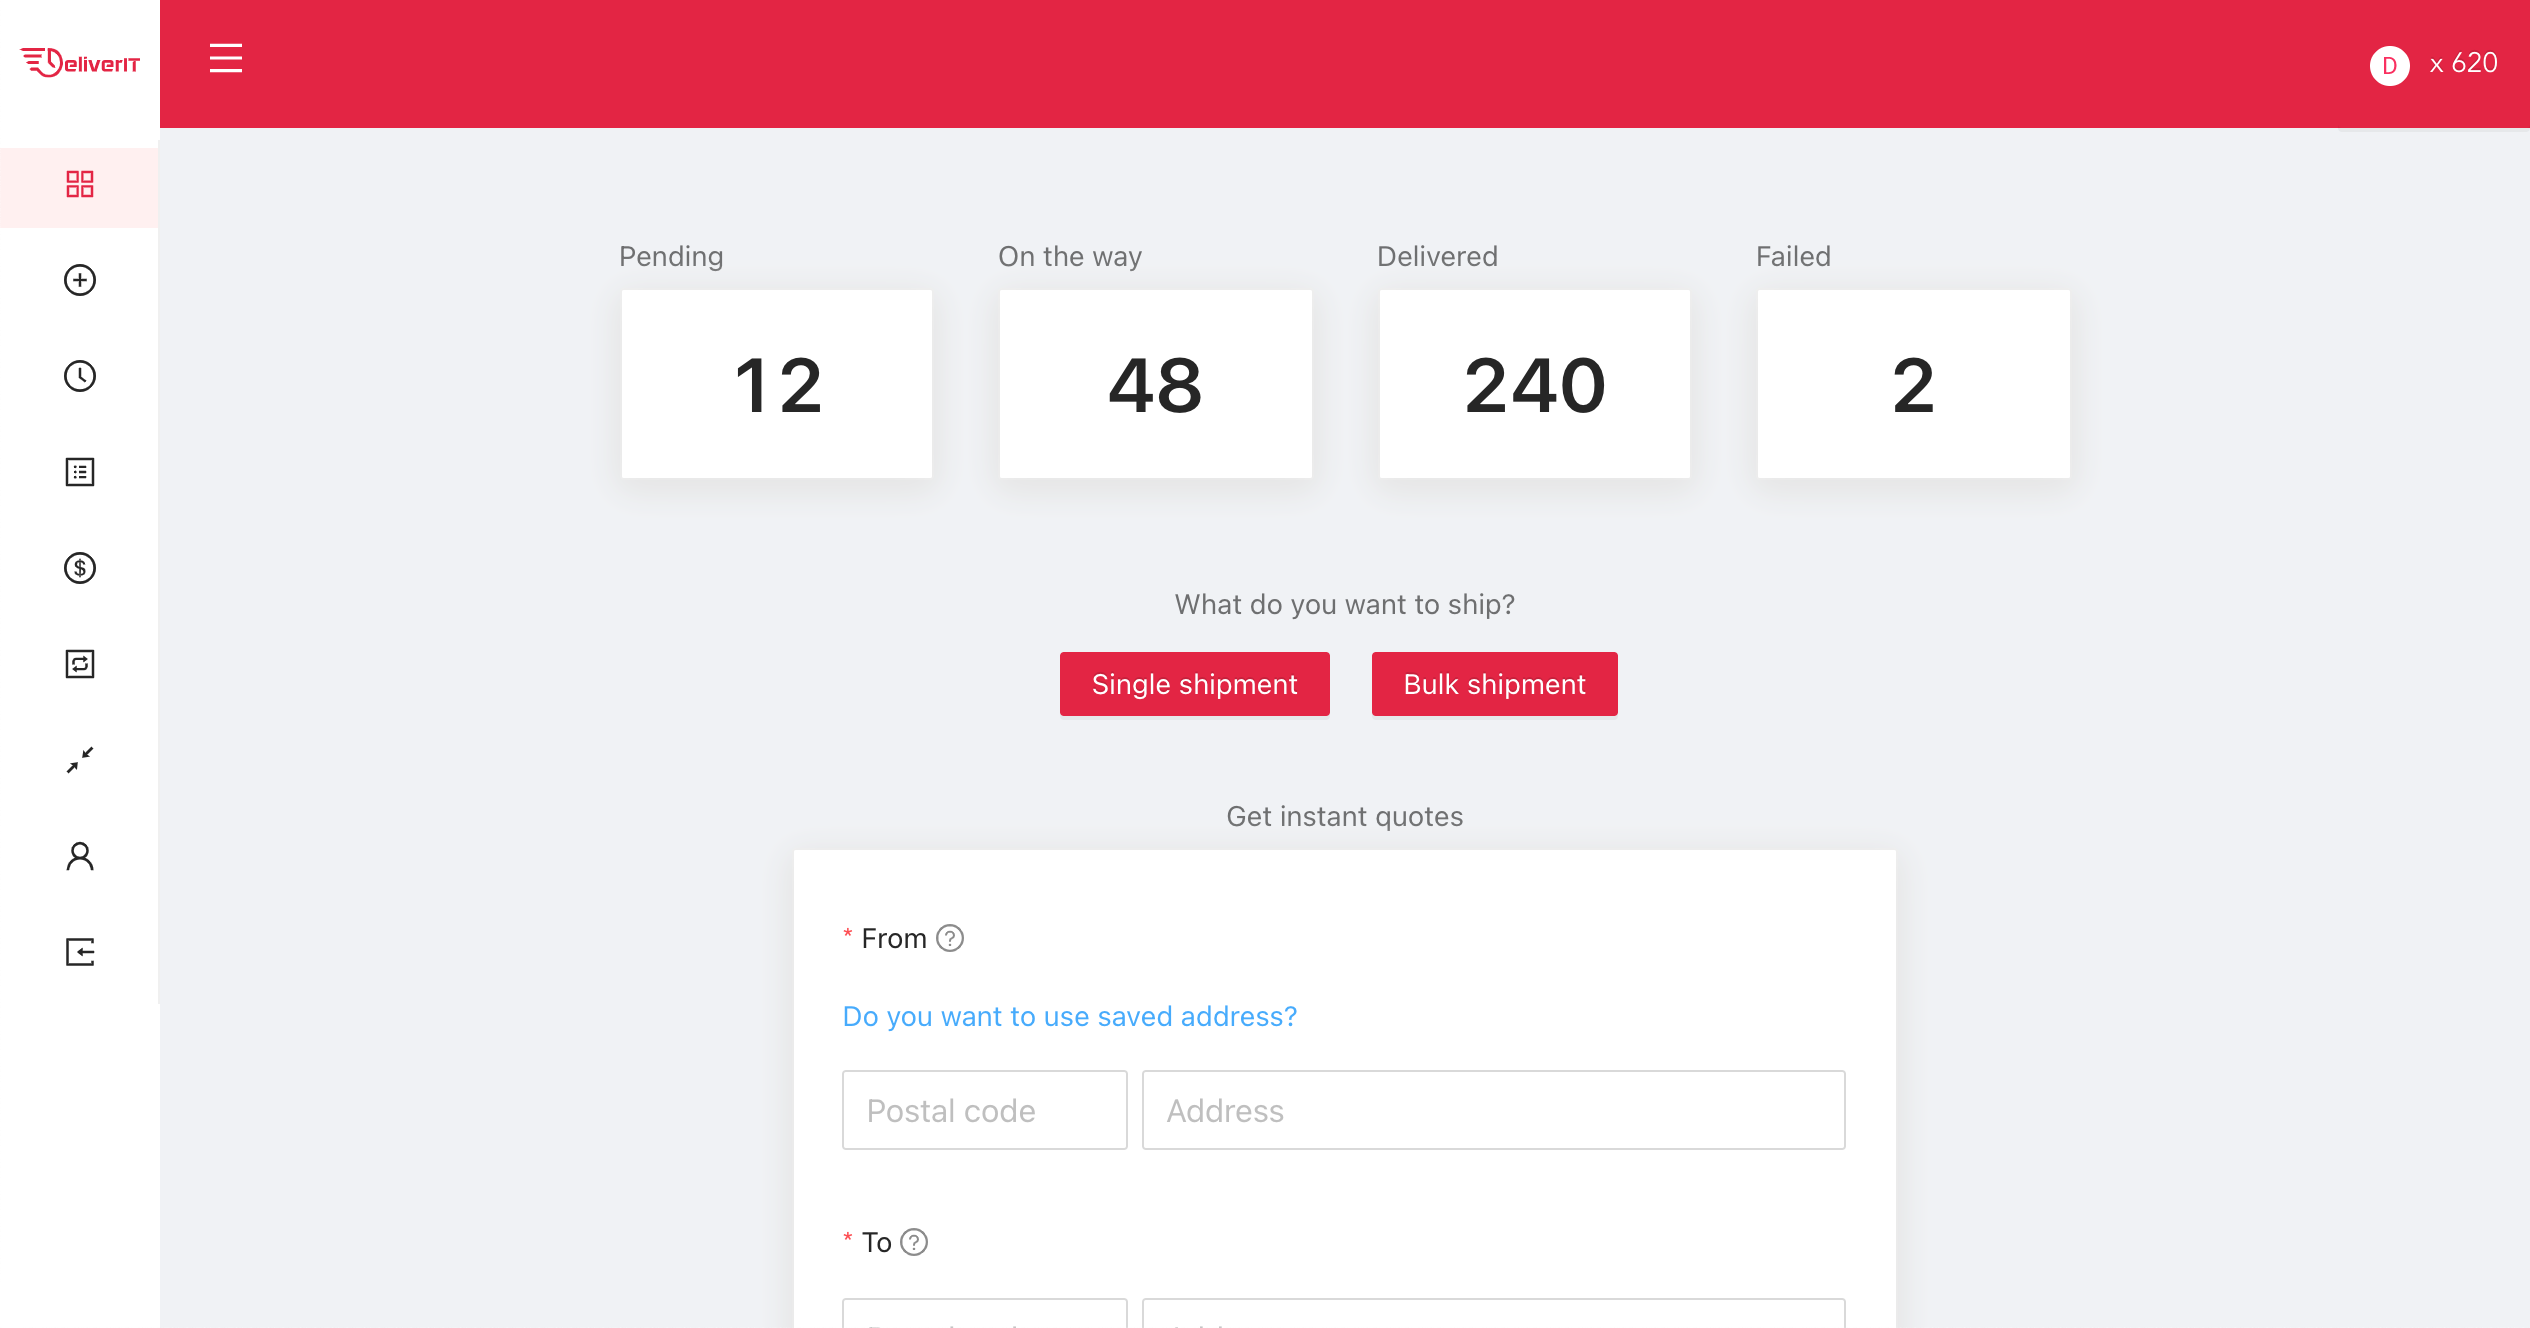 DeliverIT
D x 620
Pending On the way Delivered Failed
12 48 240 2
What do you want to ship?
Single shipment Bulk shipment
Get instant quotes
* From ?
Do you want to use saved address?
Postal code Address
* To ?